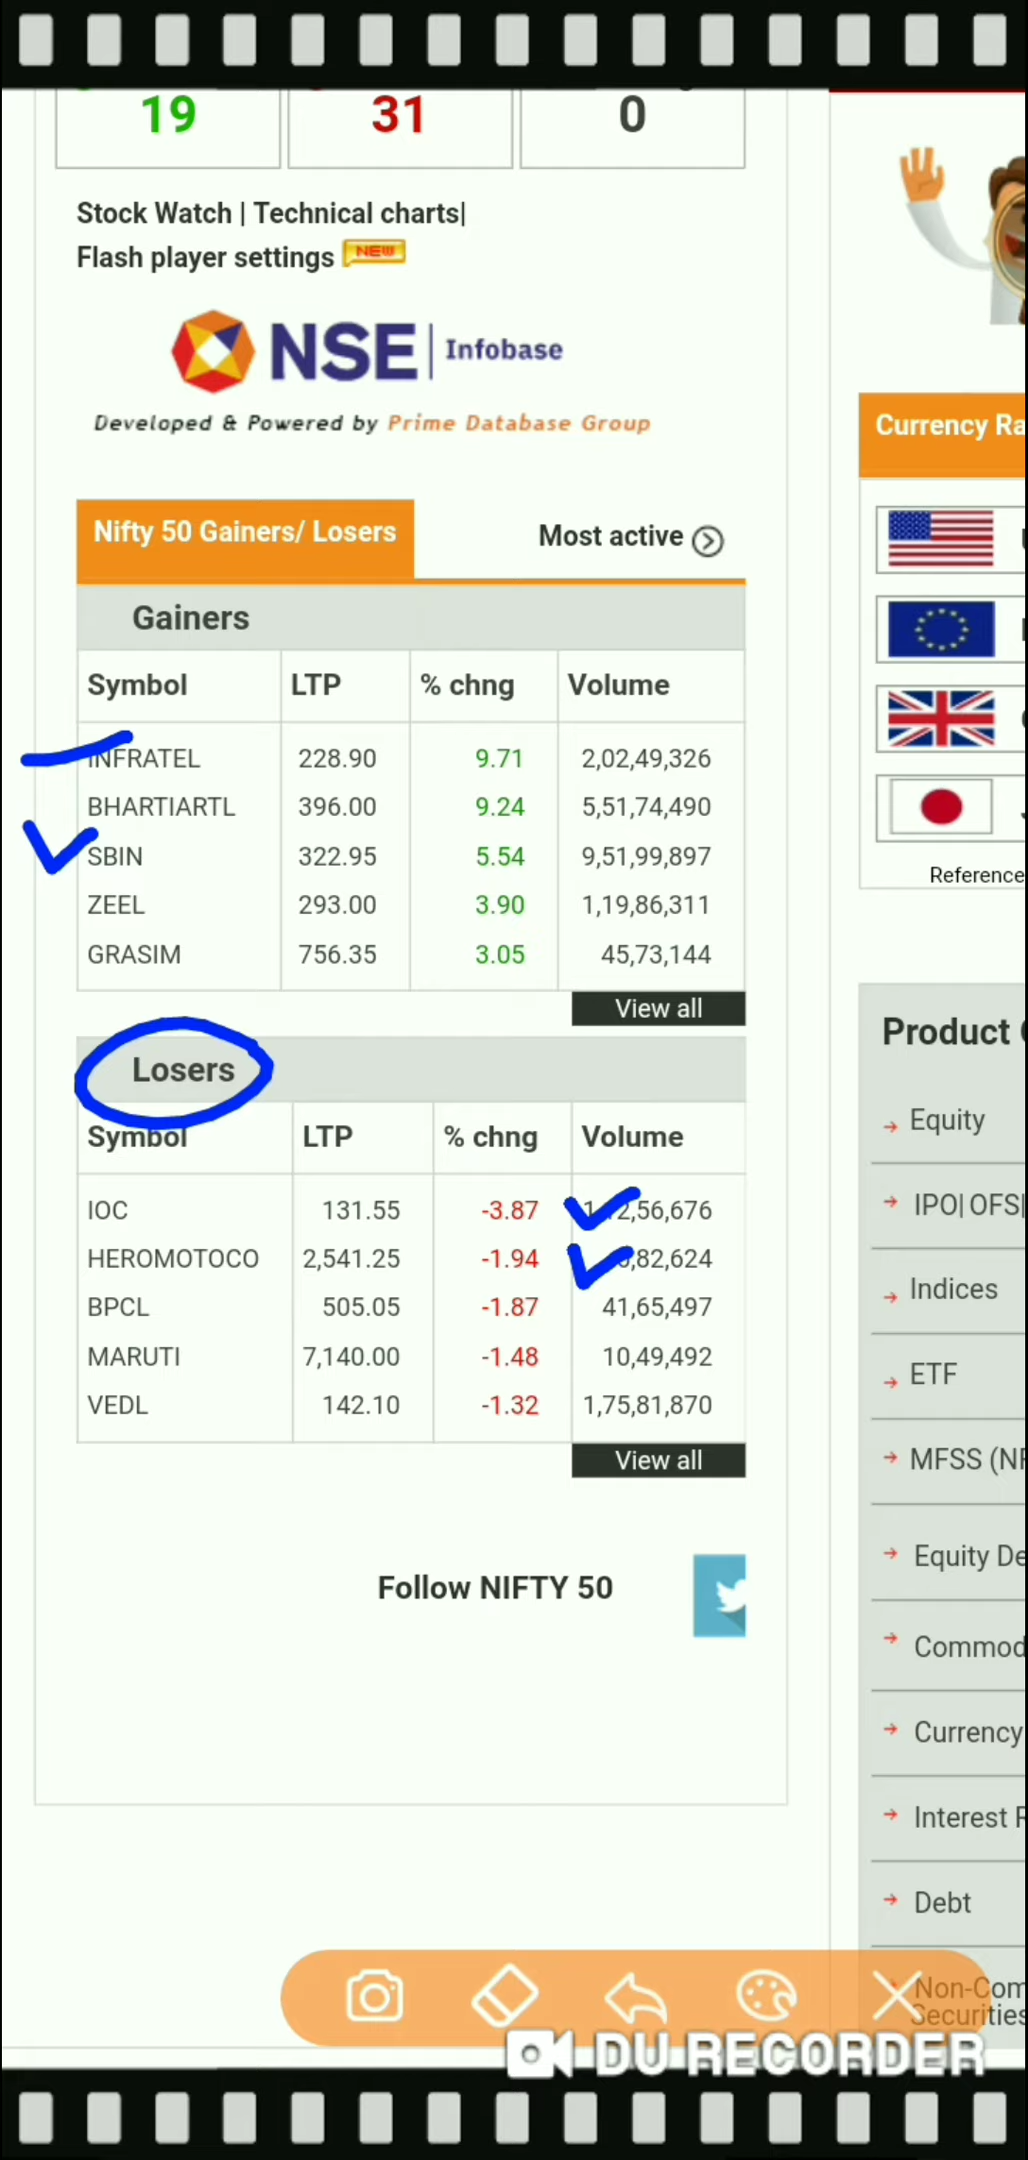 19 31 0
Stock Watch | Technical charts|
Flash player settings NEW
NSE Infobase
Developed & Powered by Prime Database Group
Currency Ra
Nifty 50 Gainers/ Losers Most active
Gainers
Symbol LTP % chng Volume
INFRATEL 228.90 9.71 2,02,49,326
BHARTIARTL 396.00 9.24 5,51,74,490
SBIN 322.95 5.54 9,51,99,897
ZEEL 293.00 3.90 1,19,86,311
GRASIM 756.35 3.05 45,73,144
View all
Reference
Losers
Symbol LTP % chng Volume
IOC 131.55 -3.87 2,56,676
HEROMOTOCO 2,541.25 -1.94 ,82,624
BPCL 505.05 -1.87 41,65,497
MARUTI 7,140.00 -1.48 10,49,492
VEDL 142.10 -1.32 1,75,81,870
View all
Follow NIFTY 50
Product
Equity
IPO| OFS|
Indices
ETF
MFSS (NF
Equity De
Commod
Currency
Interest
Debt
Non-Com
Securities
DU RECORDER